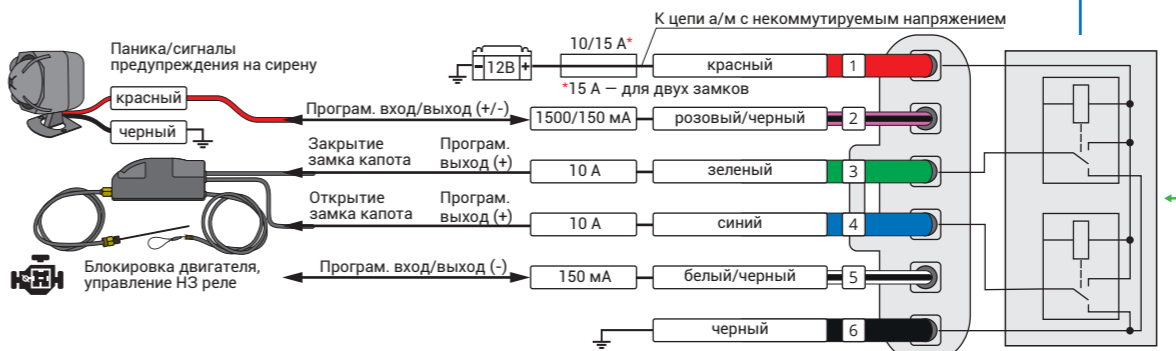 К цепи а/м с некоммутируемым напряжением
Паника/сигналы
предупреждения на сирену
10/15 А*
- 12В +
красный
1
*15 А — для двух замков
красный
черный
Програм. вход/выход (+/-)
1500/150 мА
розовый/черный
2
Закрытие
замка капота
Програм.
выход (+)
10 А
зеленый
3
Открытие
замка капота
Програм.
выход (+)
10 А
синий
4
Блокировка двигателя,
управление НЗ реле
Програм. вход/выход (-)
150 мА
белый/черный
5
черный
6